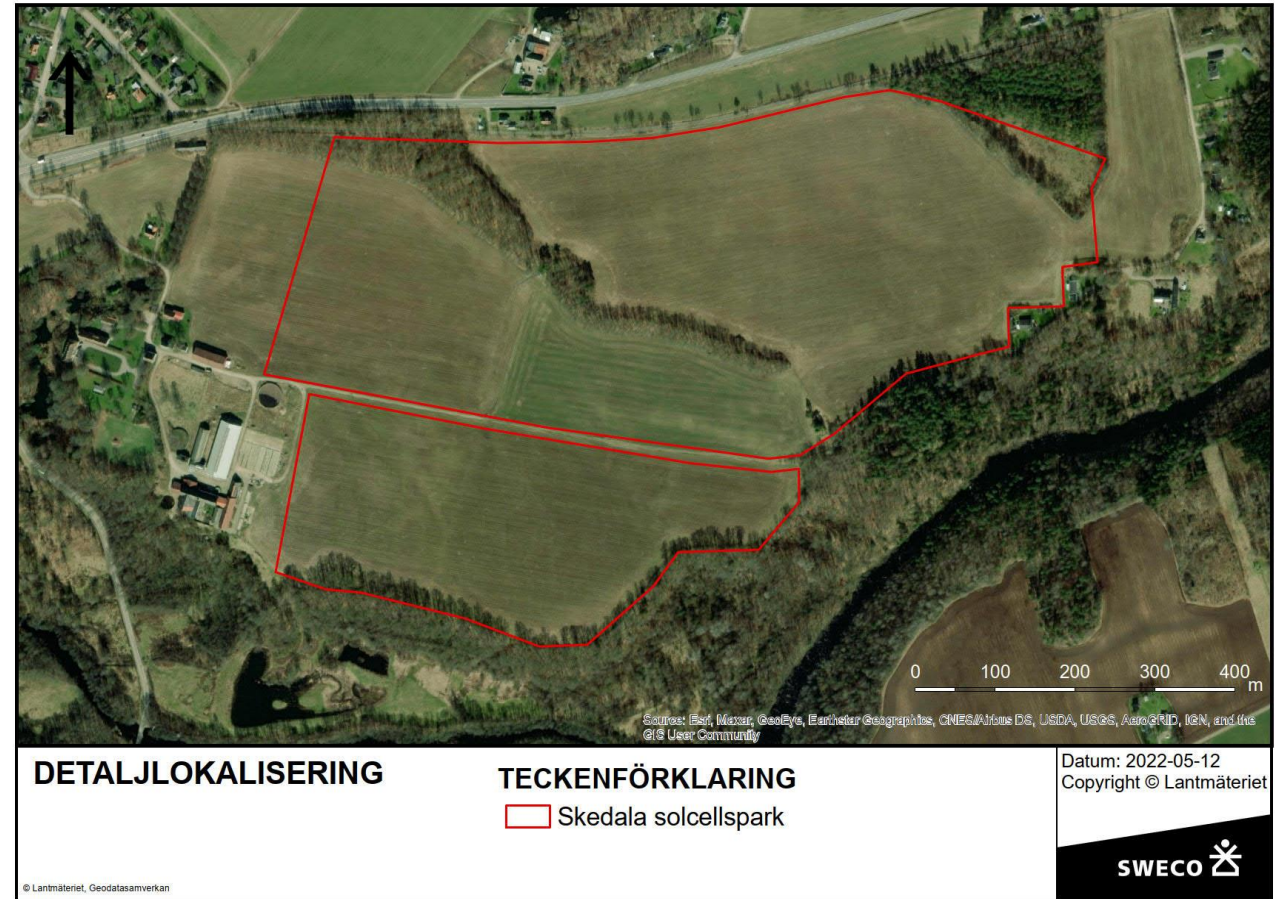 0 100 200 300 400
m
Source: Esri, Maxar, GeoEye, Earthstar Geographics, CNES/Airbus DS, USDA, USGS, AeroGRID, IGN, and the
GIS User Community
DETALJLOKALISERING
TECKENFÖRKLARING
Skedala solcellspark
Datum: 2022-05-12
Copyright © Lantmäteriet
SWECO
© Lantmäteriet, Geodatasamverkan